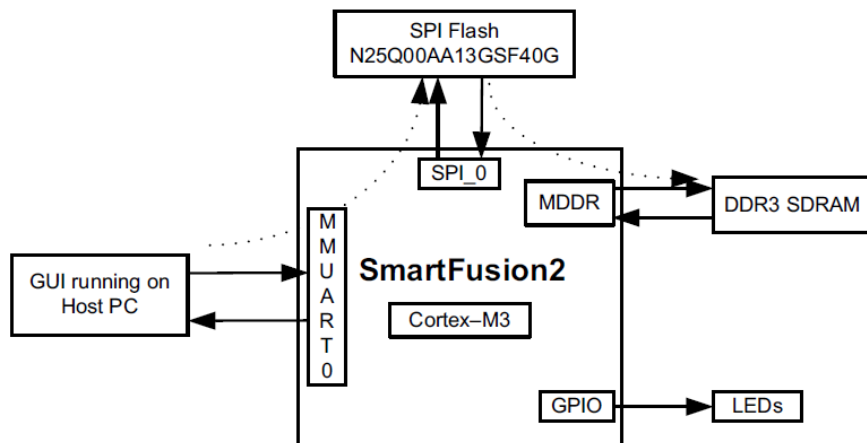 SPI Flash
N25Q00AA13GSF40G
SPI_0
MDDR
DDR3 SDRAM
M
M
U
A
R
T
0
GUI running on
Host PC
SmartFusion2
Cortex–M3
GPIO
LEDs